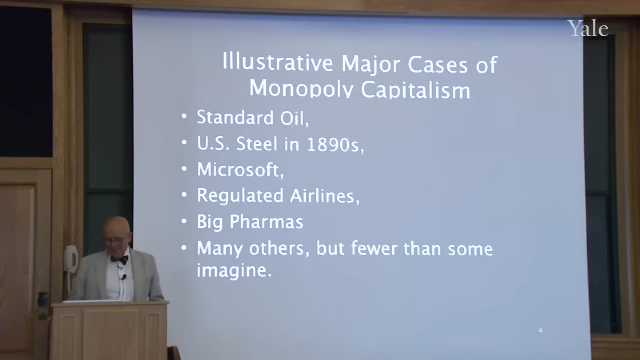 Yale
Illustrative Major Cases of
Monopoly Capitalism
• Standard Oil,
• U.S. Steel in 1890s,
• Microsoft,
• Regulated Airlines,
• Big Pharmas
• Many others, but fewer than some
imagine.
4